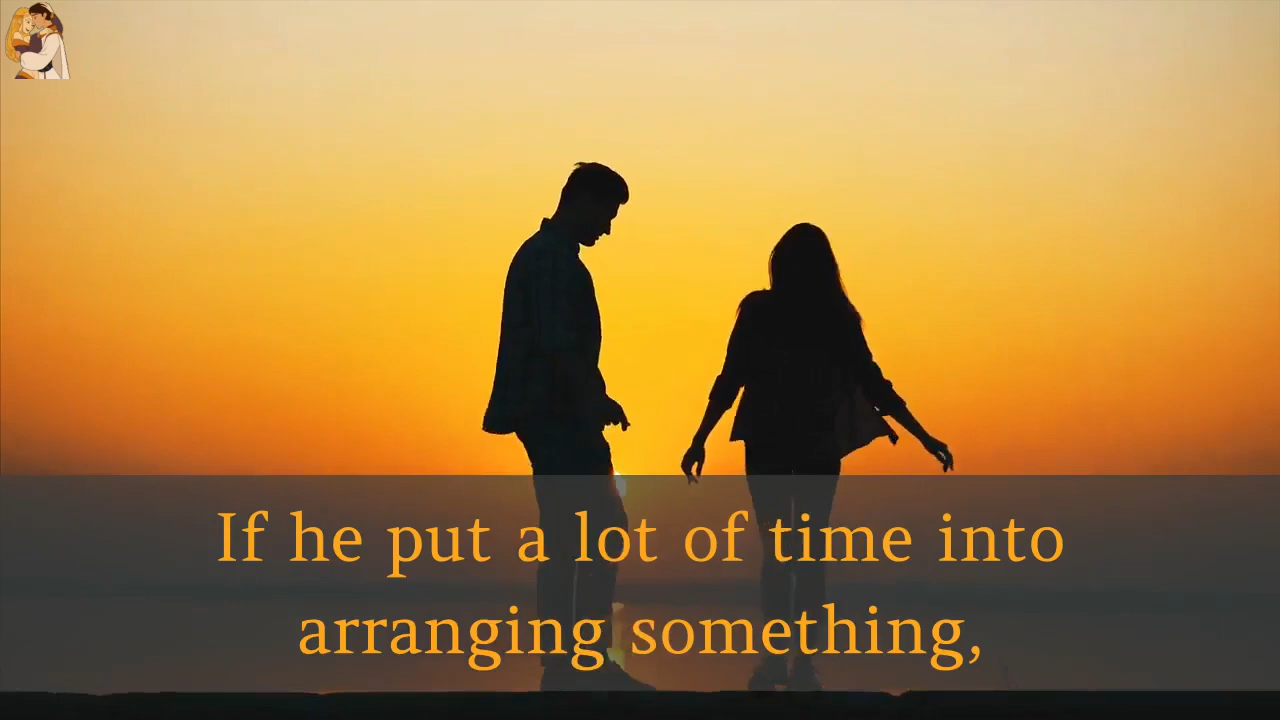 If he put a lot of time into
arranging something,